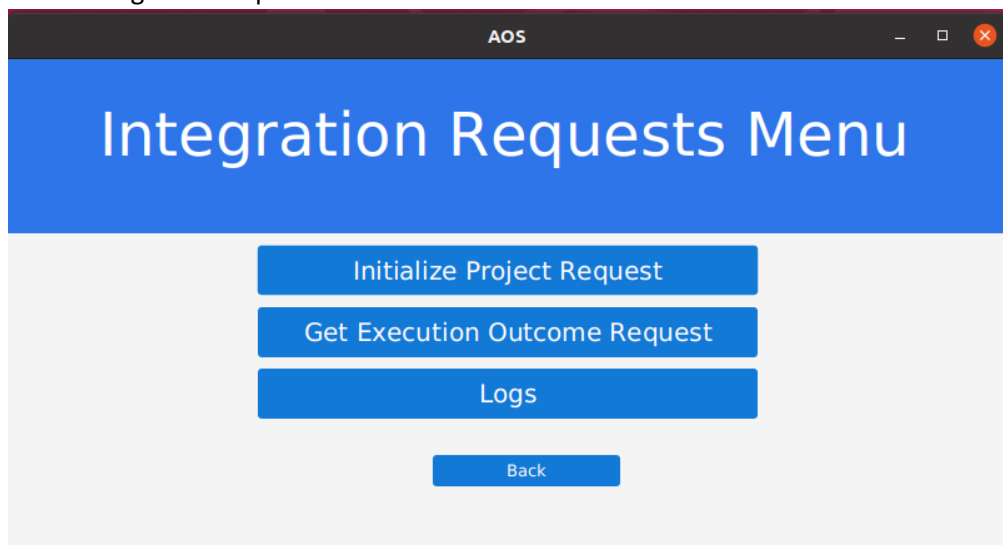 AOS
Integration Requests Menu
Initialize Project Request
Get Execution Outcome Request
Logs
Back